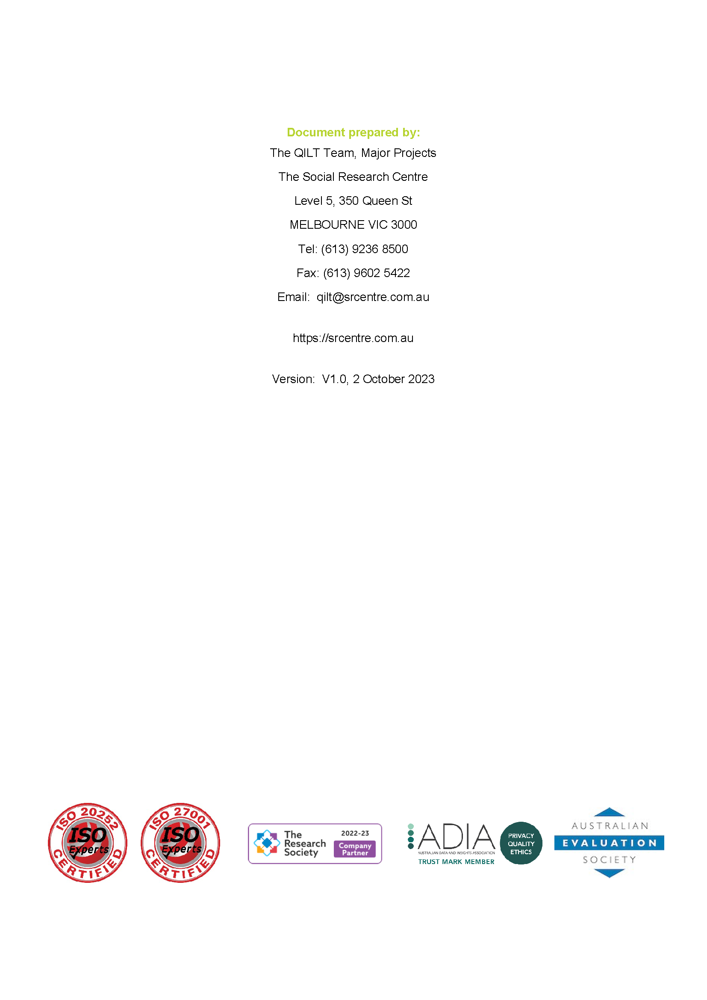 Document prepared by:
The QILT Team, Major Projects
The Social Research Centre
Level 5, 350 Queen St
MELBOURNE VIC 3000
Tel: (613) 9236 8500
Fax: (613) 9602 5422
Email:  qilt@srcentre.com.au
https://srcentre.com.au
Version:  V1.0, 2 October 2023
ISO 20252
ISO
Experts
CERTIFIED
ISO 27001
ISO
Experts
CERTIFIED
The
Research
Society
2022-23
Company
Partner
ADIA
AUSTRALIAN DATA AND INSIGHTS ASSOCIATION
TRUST MARK MEMBER
PRIVACY
QUALITY
ETHICS
AUSTRALIAN
EVALUATION
SOCIETY